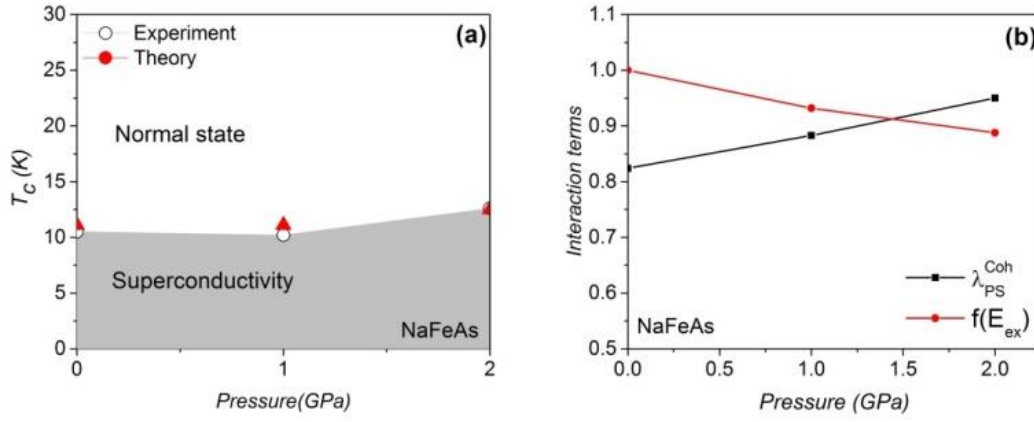 30
25
20
15
10
5
0
T_c (K)
Experiment
Theory
(a)
Normal state
Superconductivity
NaFeAs
0
1
2
Pressure(GPa)
1.1
1.0
0.9
0.8
0.7
0.6
0.5
Interaction terms
(b)
λ_PS^Coh
f(E_ex)
NaFeAs
0.0
0.5
1.0
1.5
2.0
Pressure (GPa)